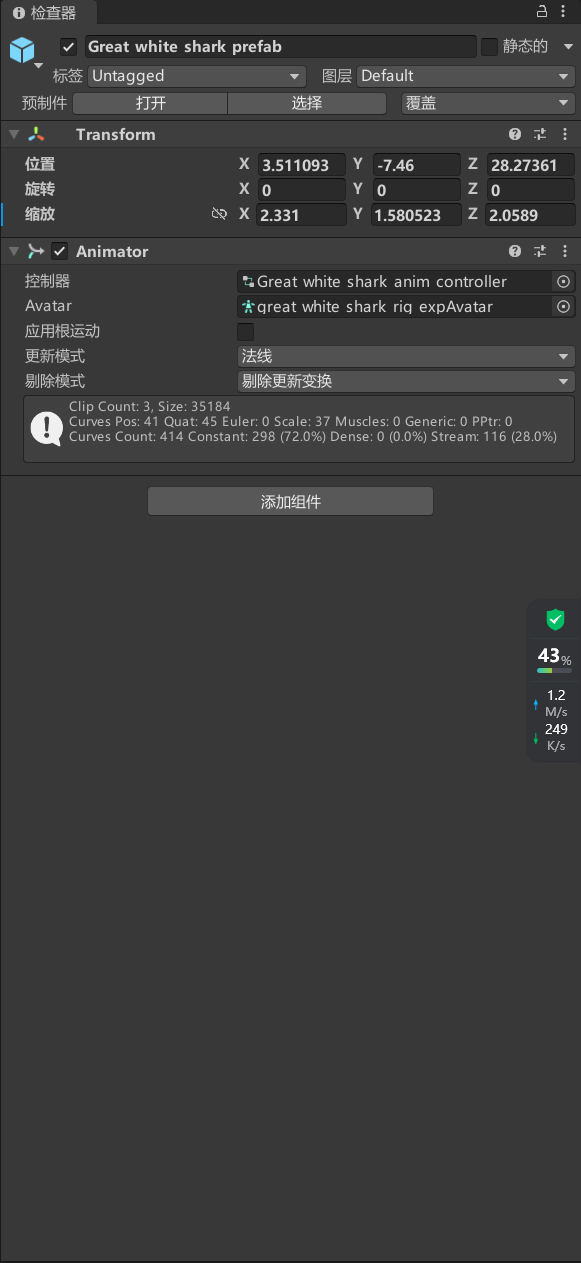 检查器
Great white shark prefab
静态的
标签 Untagged 图层 Default
预制件 打开 选择 覆盖
Transform
位置 X 3.511093 Y -7.46 Z 28.27361
旋转 X 0 Y 0 Z 0
缩放 X 2.331 Y 1.580523 Z 2.0589
Animator
控制器 Great white shark anim controller
Avatar great white shark rig expAvatar
应用根运动
更新模式 法线
剔除模式 剔除更新变换
Clip Count: 3, Size: 35184
Curves Pos: 41 Quat: 45 Euler: 0 Scale: 37 Muscles: 0 Generic: 0 PPtr: 0
Curves Count: 414 Constant: 298 (72.0%) Dense: 0 (0.0%) Stream: 116 (28.0%)
添加组件
43%
1.2
M/s
249
K/s